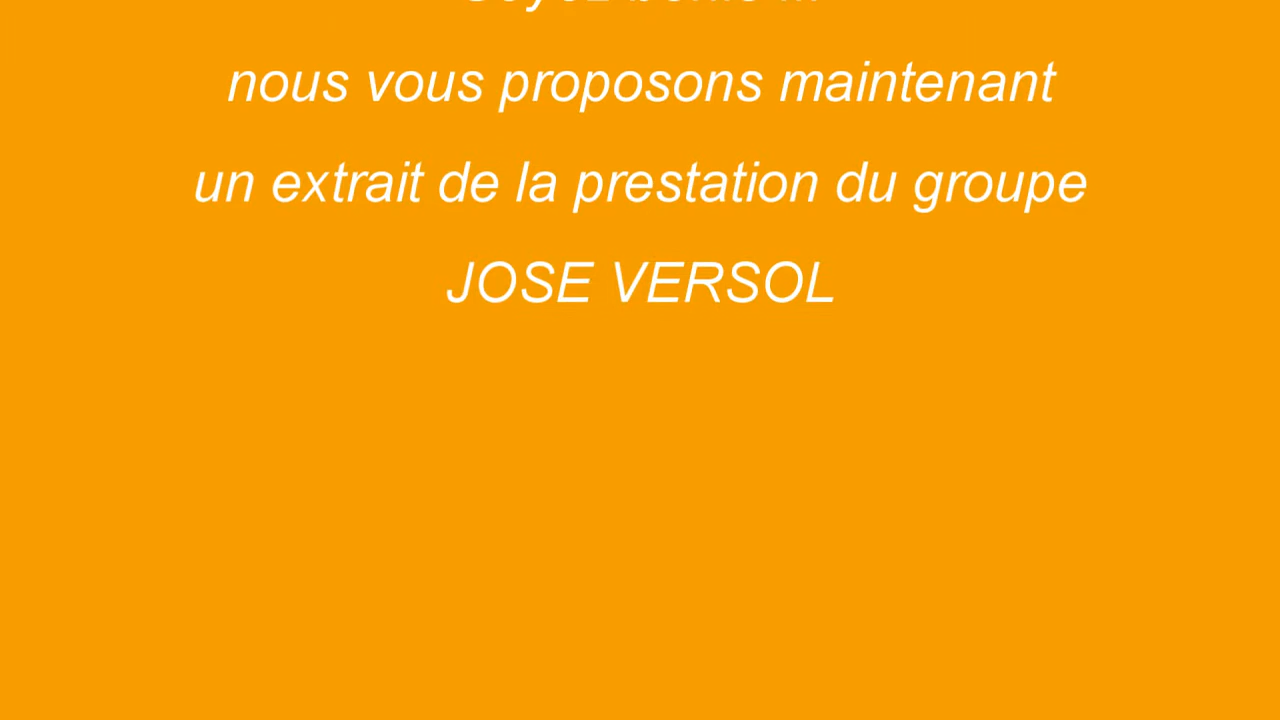 nous vous proposons maintenant
un extrait de la prestation du groupe
JOSE VERSOL